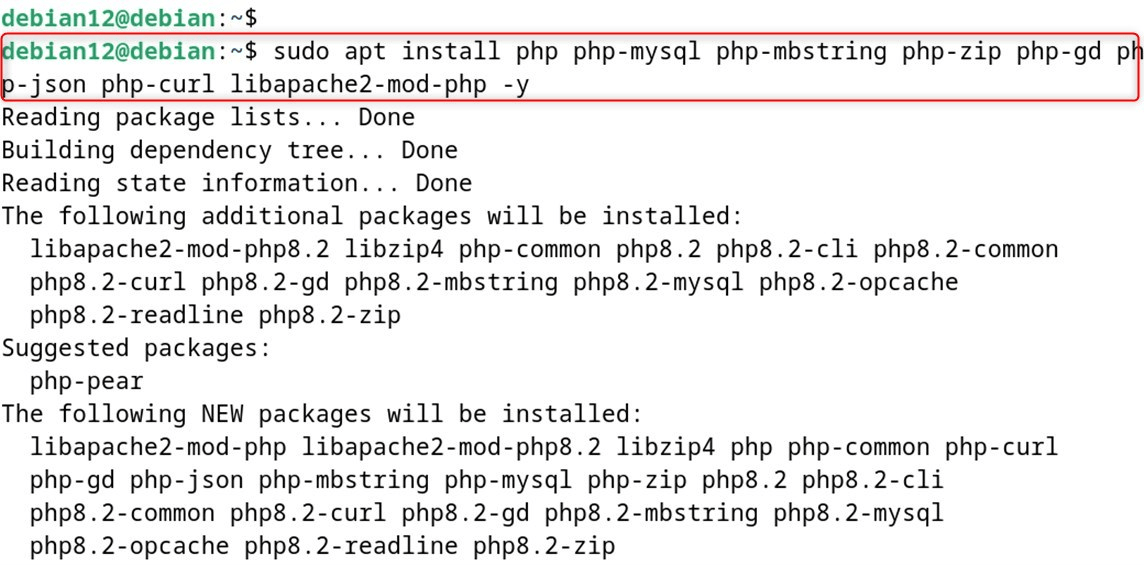 debian12@debian:~$
debian12@debian:~$ sudo apt install php php-mysql php-mbstring php-zip php-gd ph
p-json php-curl libapache2-mod-php -y
Reading package lists... Done
Building dependency tree... Done
Reading state information... Done
The following additional packages will be installed:
  libapache2-mod-php8.2 libzip4 php-common php8.2 php8.2-cli php8.2-common
  php8.2-curl php8.2-gd php8.2-mbstring php8.2-mysql php8.2-opcache
  php8.2-readline php8.2-zip
Suggested packages:
  php-pear
The following NEW packages will be installed:
  libapache2-mod-php libapache2-mod-php8.2 libzip4 php php-common php-curl
  php-gd php-json php-mbstring php-mysql php-zip php8.2 php8.2-cli
  php8.2-common php8.2-curl php8.2-gd php8.2-mbstring php8.2-mysql
  php8.2-opcache php8.2-readline php8.2-zip